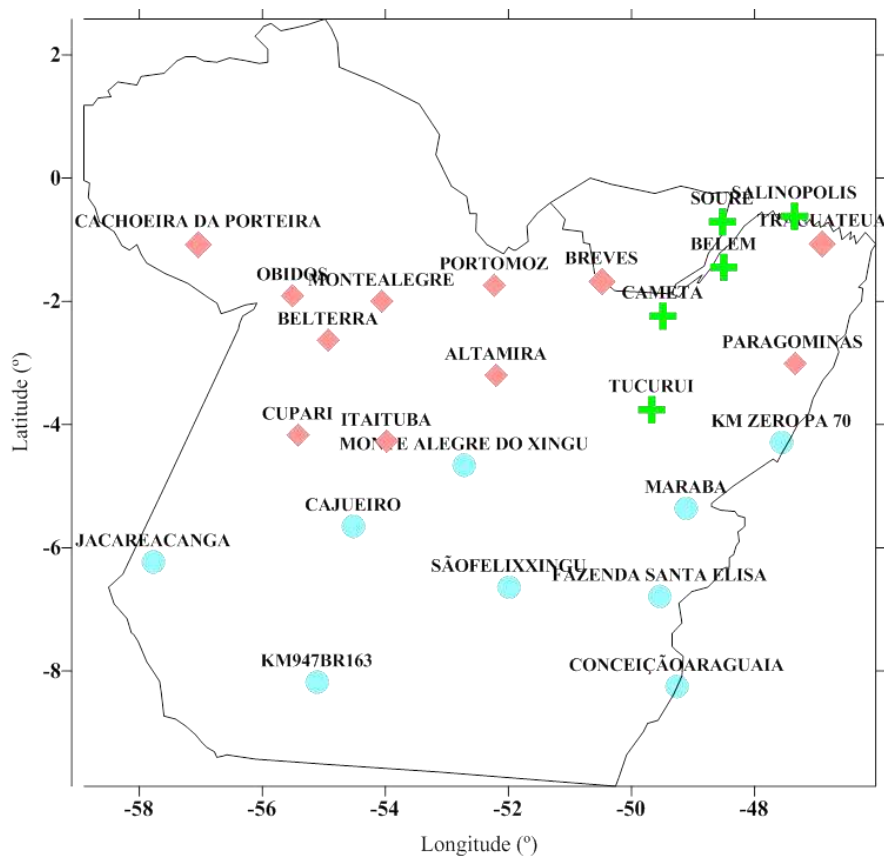 2
0
SALINOPOLIS
SOURE
TRACUATEUA
CACHOEIRA DA PORTEIRA
BELEM
BREVES
PORTOMOZ
OBIDOS
MONTEALEGRE
CAMETA
-2
BELTERRA
PARAGOMINAS
ALTAMIRA
TUCURUI
CUPARI
ITAITUBA
KM ZERO PA 70
-4
MONTE ALEGRE DO XINGU
MARABA
CAJUEIRO
JACAREACANGA
-6
SÃOFELIXXINGU
FAZENDA SANTA ELISA
KM947BR163
CONCEIÇÃOARAGUAIA
-8
Latitude (º)
-58
-56
-54
-52
-50
-48
Longitude (º)